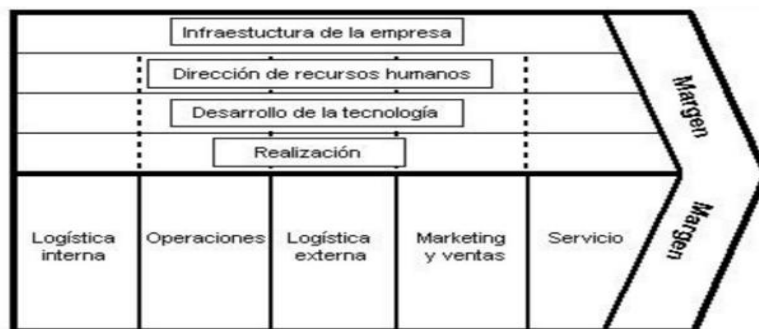 Infraestuctura de la empresa
Dirección de recursos humanos
Desarrollo de la tecnología
Realización
Margen
Margen
Logística
interna
Operaciones
Logística
externa
Marketing
y ventas
Servicio